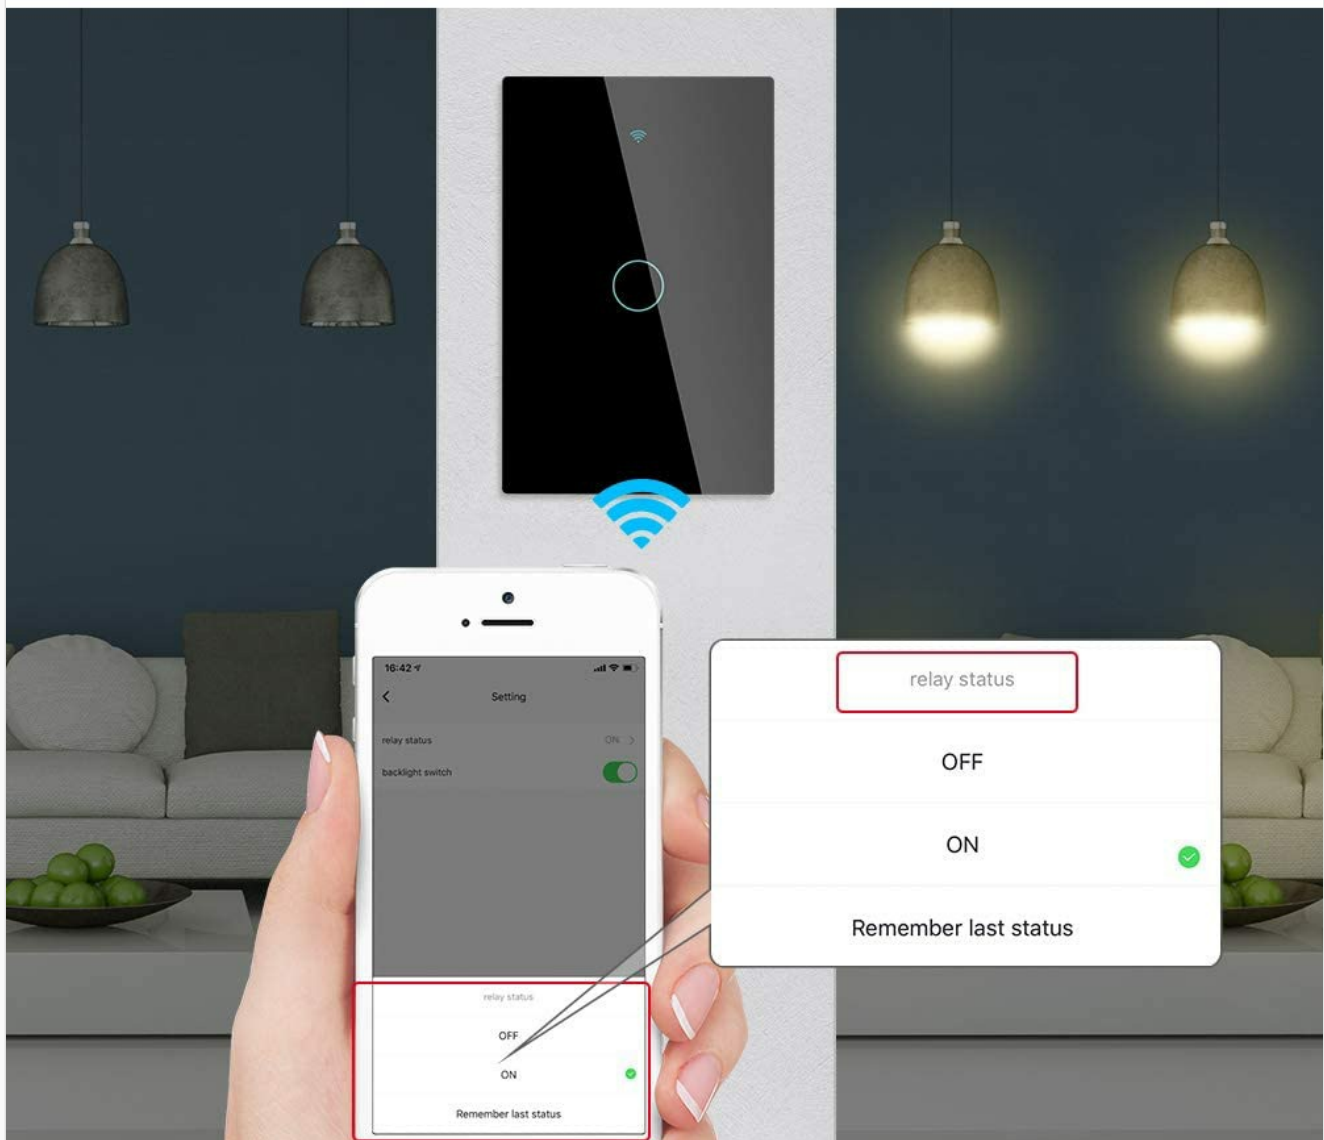 16:42
Setting
relay status
ON
backlight switch
relay status
OFF
ON
Remember last status
relay status
OFF
ON
Remember last status